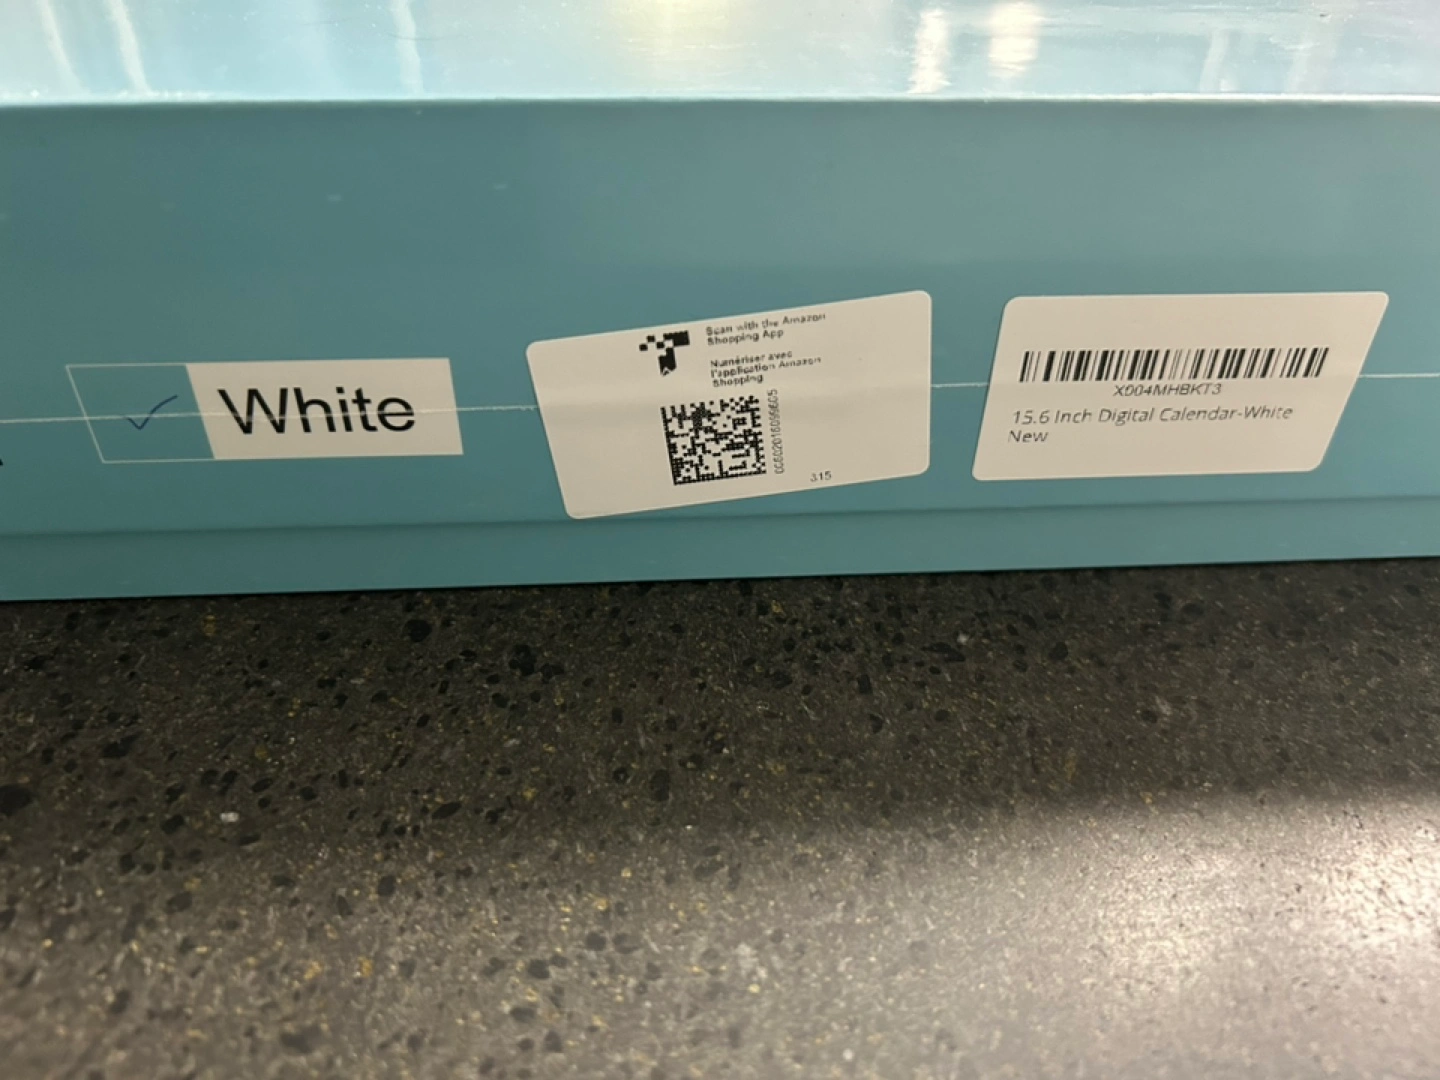 White
Scan with the Amazon
Shopping App
Numériser avec
l'application Amazon
Shopping
315
X004MHBKT3
15.6 Inch Digital Calendar-White
New